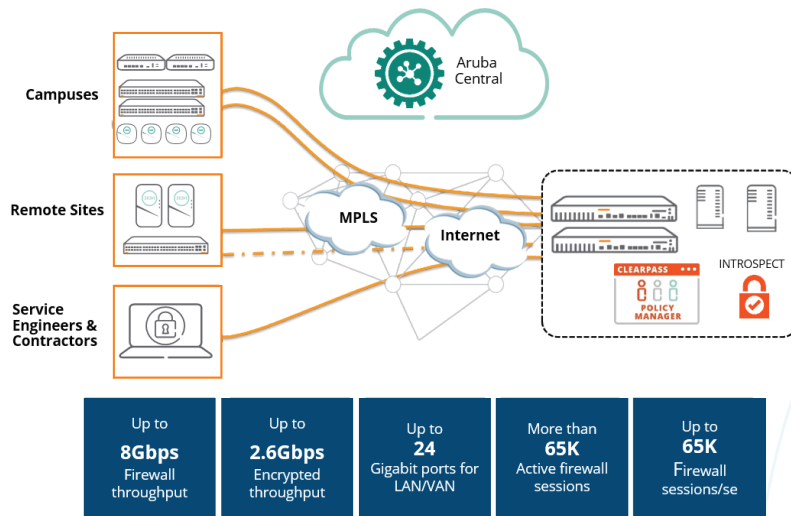 Aruba
Central
Campuses
Remote Sites
MPLS
Internet
CLEARPASS
POLICY
MANAGER
INTROSPECT
Service
Engineers &
Contractors
Up to
8Gbps
Firewall
throughput
Up to
2.6Gbps
Encrypted
throughput
Up to
24
Gigabit ports for
LAN/VAN
More than
65K
Active firewall
sessions
Up to
65K
Firewall
sessions/se